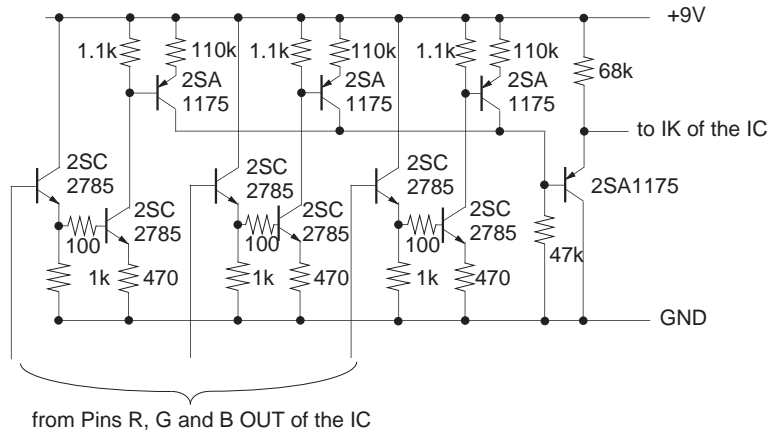 +9V
1.1k
110k
1.1k
110k
1.1k
110k
68k
2SA
1175
2SA
1175
2SA
1175
to IK of the IC
2SC
2785
2SC
2785
2SC
2785
2SA1175
2SC
2785
2SC
2785
2SC
2785
100
100
100
47k
1k
470
1k
470
1k
470
GND
from Pins R, G and B OUT of the IC